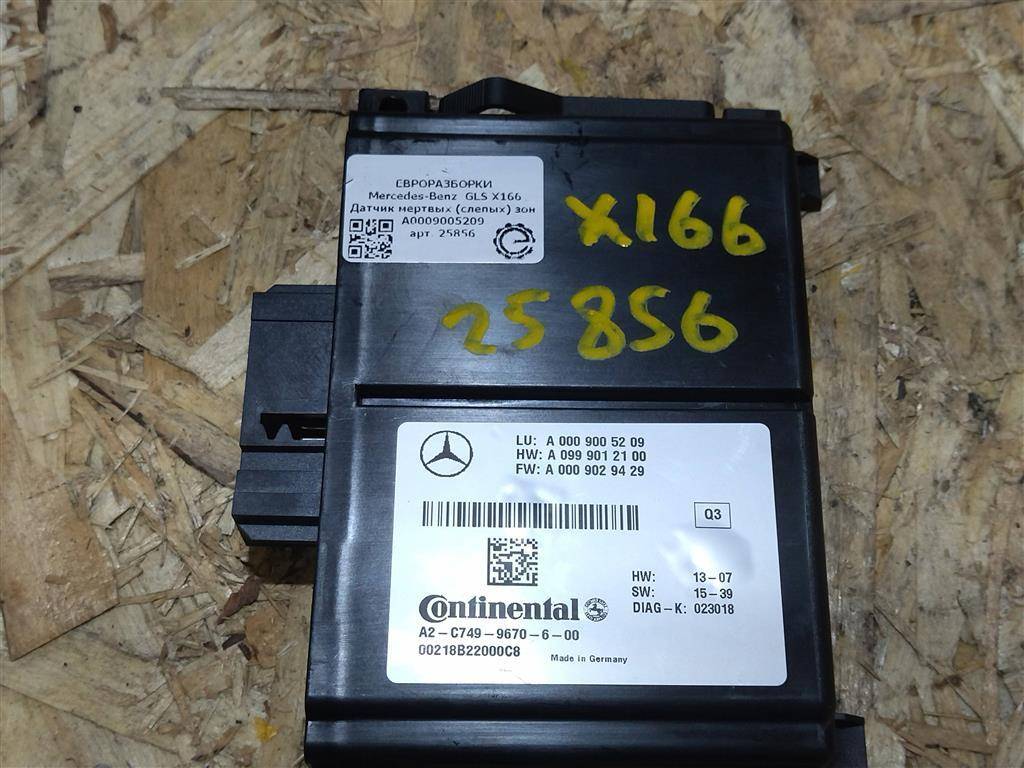 ЕВРОРАЗБОРКИ
Mercedes-Benz GLS X166
Датчик мертвых (слепых) зон
A0009005209
арт. 25856
X166
25856
LU: A 000 900 52 09
HW: A 099 901 21 00
FW: A 000 902 94 29
Q3
HW: 13-07
SW: 15-39
DIAG-K: 023018
Continental
A2-C749-9670-6-00
00218B22000C8
Made in Germany